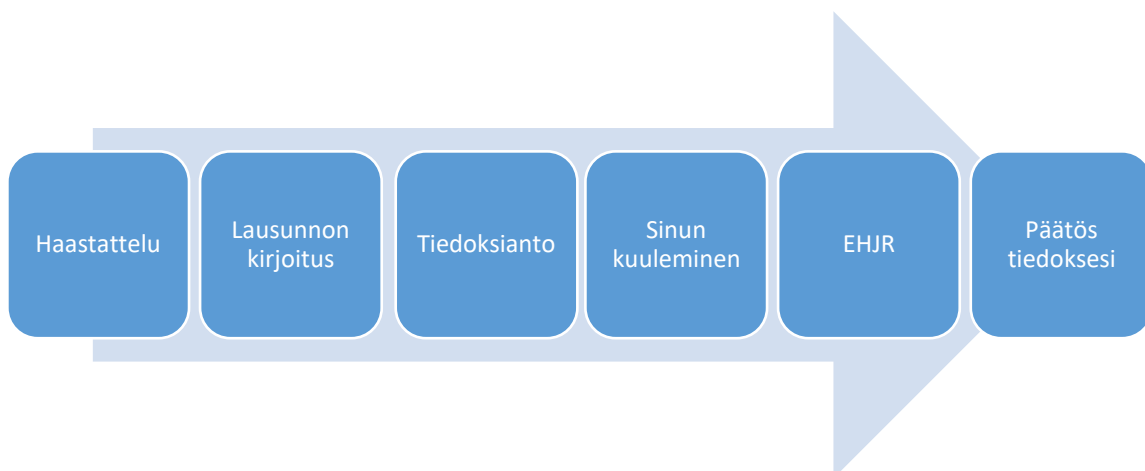 Haastattelu
Lausunnon
kirjoitus
Tiedoksianto
Sinun
kuuleminen
EHJR
Päätös
tiedoksesi